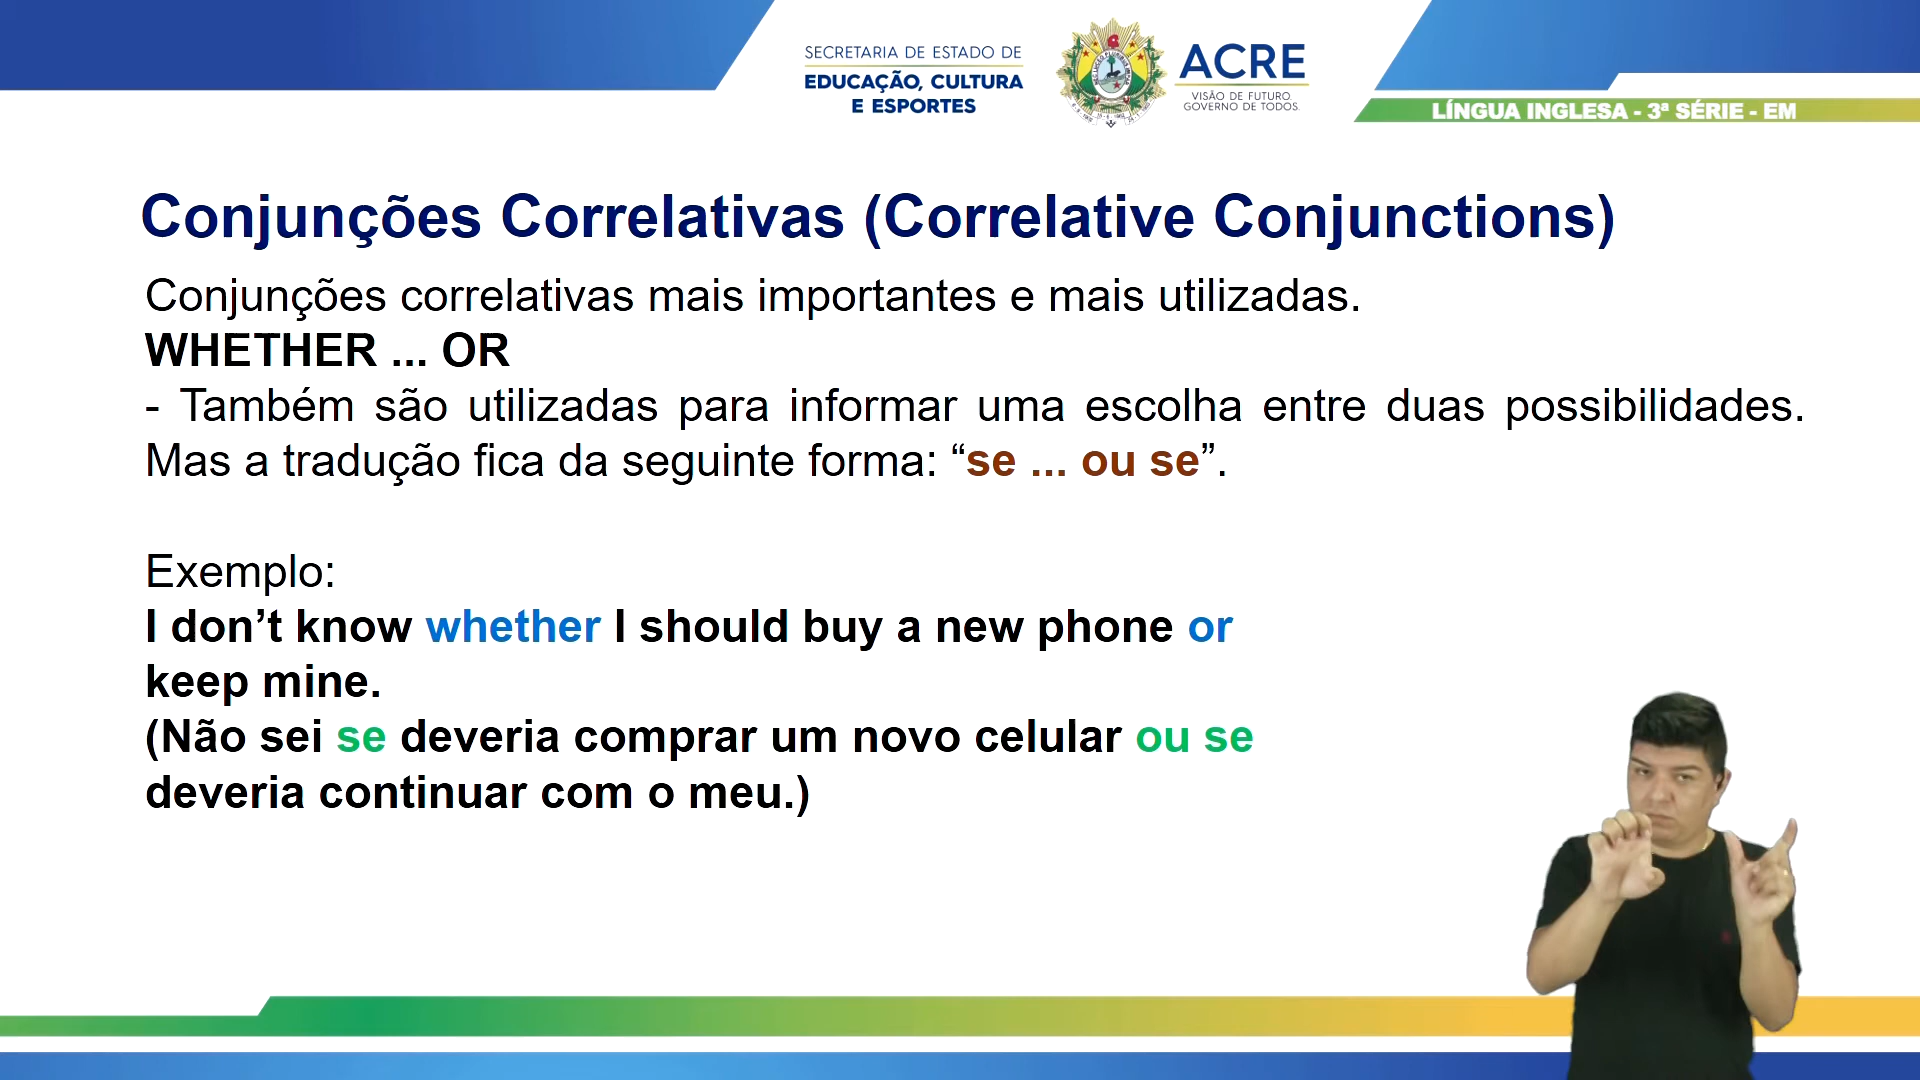 SECRETARIA DE ESTADO DE
EDUCAÇÃO, CULTURA
E ESPORTES
ACRE
VISÃO DE FUTURO.
GOVERNO DE TODOS.
LÍNGUA INGLESA - 3ª SÉRIE - EM
Conjunções Correlativas (Correlative Conjunctions)
Conjunções correlativas mais importantes e mais utilizadas.
WHETHER ... OR
- Também são utilizadas para informar uma escolha entre duas possibilidades.
Mas a tradução fica da seguinte forma: “se ... ou se”.
Exemplo:
I don’t know whether I should buy a new phone or
keep mine.
(Não sei se deveria comprar um novo celular ou se
deveria continuar com o meu.)